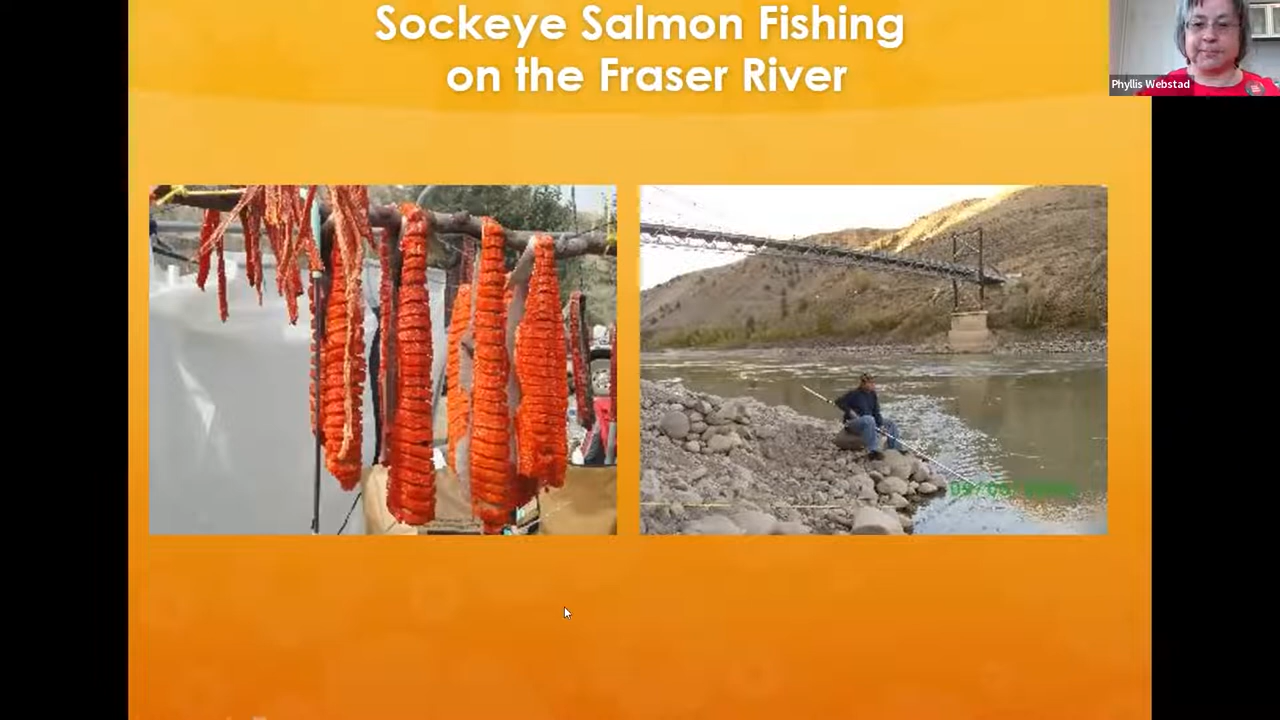 Sockeye Salmon Fishing
on the Fraser River
Phyllis Webstad